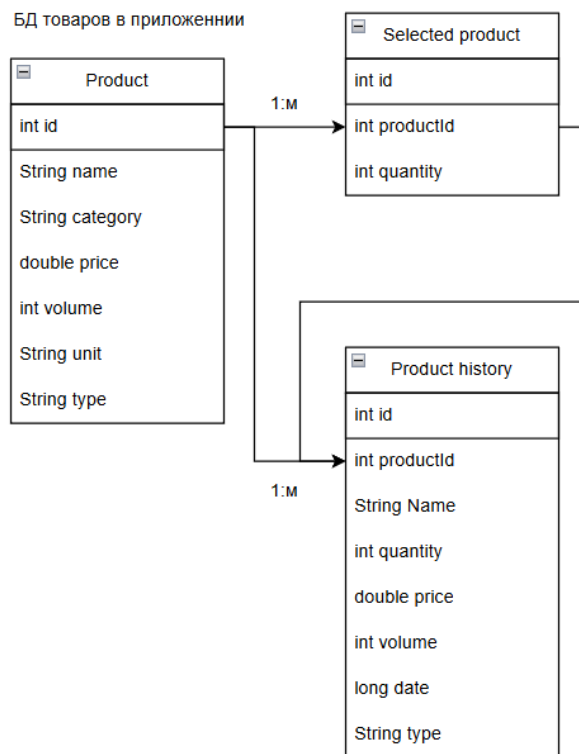 БД товаров в приложеннии
Product
int id
String name
String category
double price
int volume
String unit
String type
1:м
Selected product
int id
int productId
int quantity
1:м
Product history
int id
int productId
String Name
int quantity
double price
int volume
long date
String type